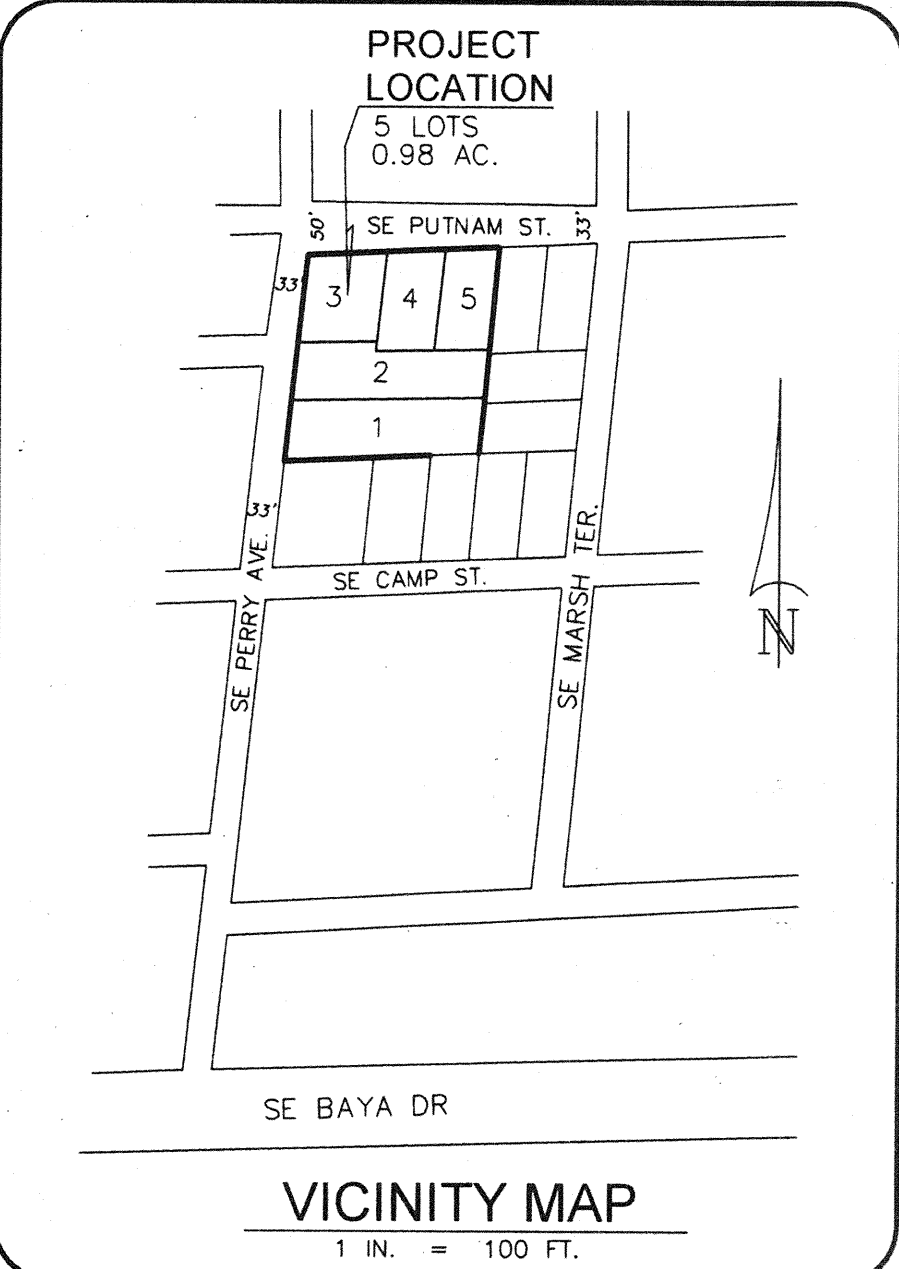 PROJECT
LOCATION
5 LOTS
0.98 AC.
50'
SE PUTNAM ST.
33'
33'
3
4
5
2
1
33'
SE PERRY AVE.
SE CAMP ST.
SE MARSH TER.
N
SE BAYA DR
VICINITY MAP
1 IN. = 100 FT.